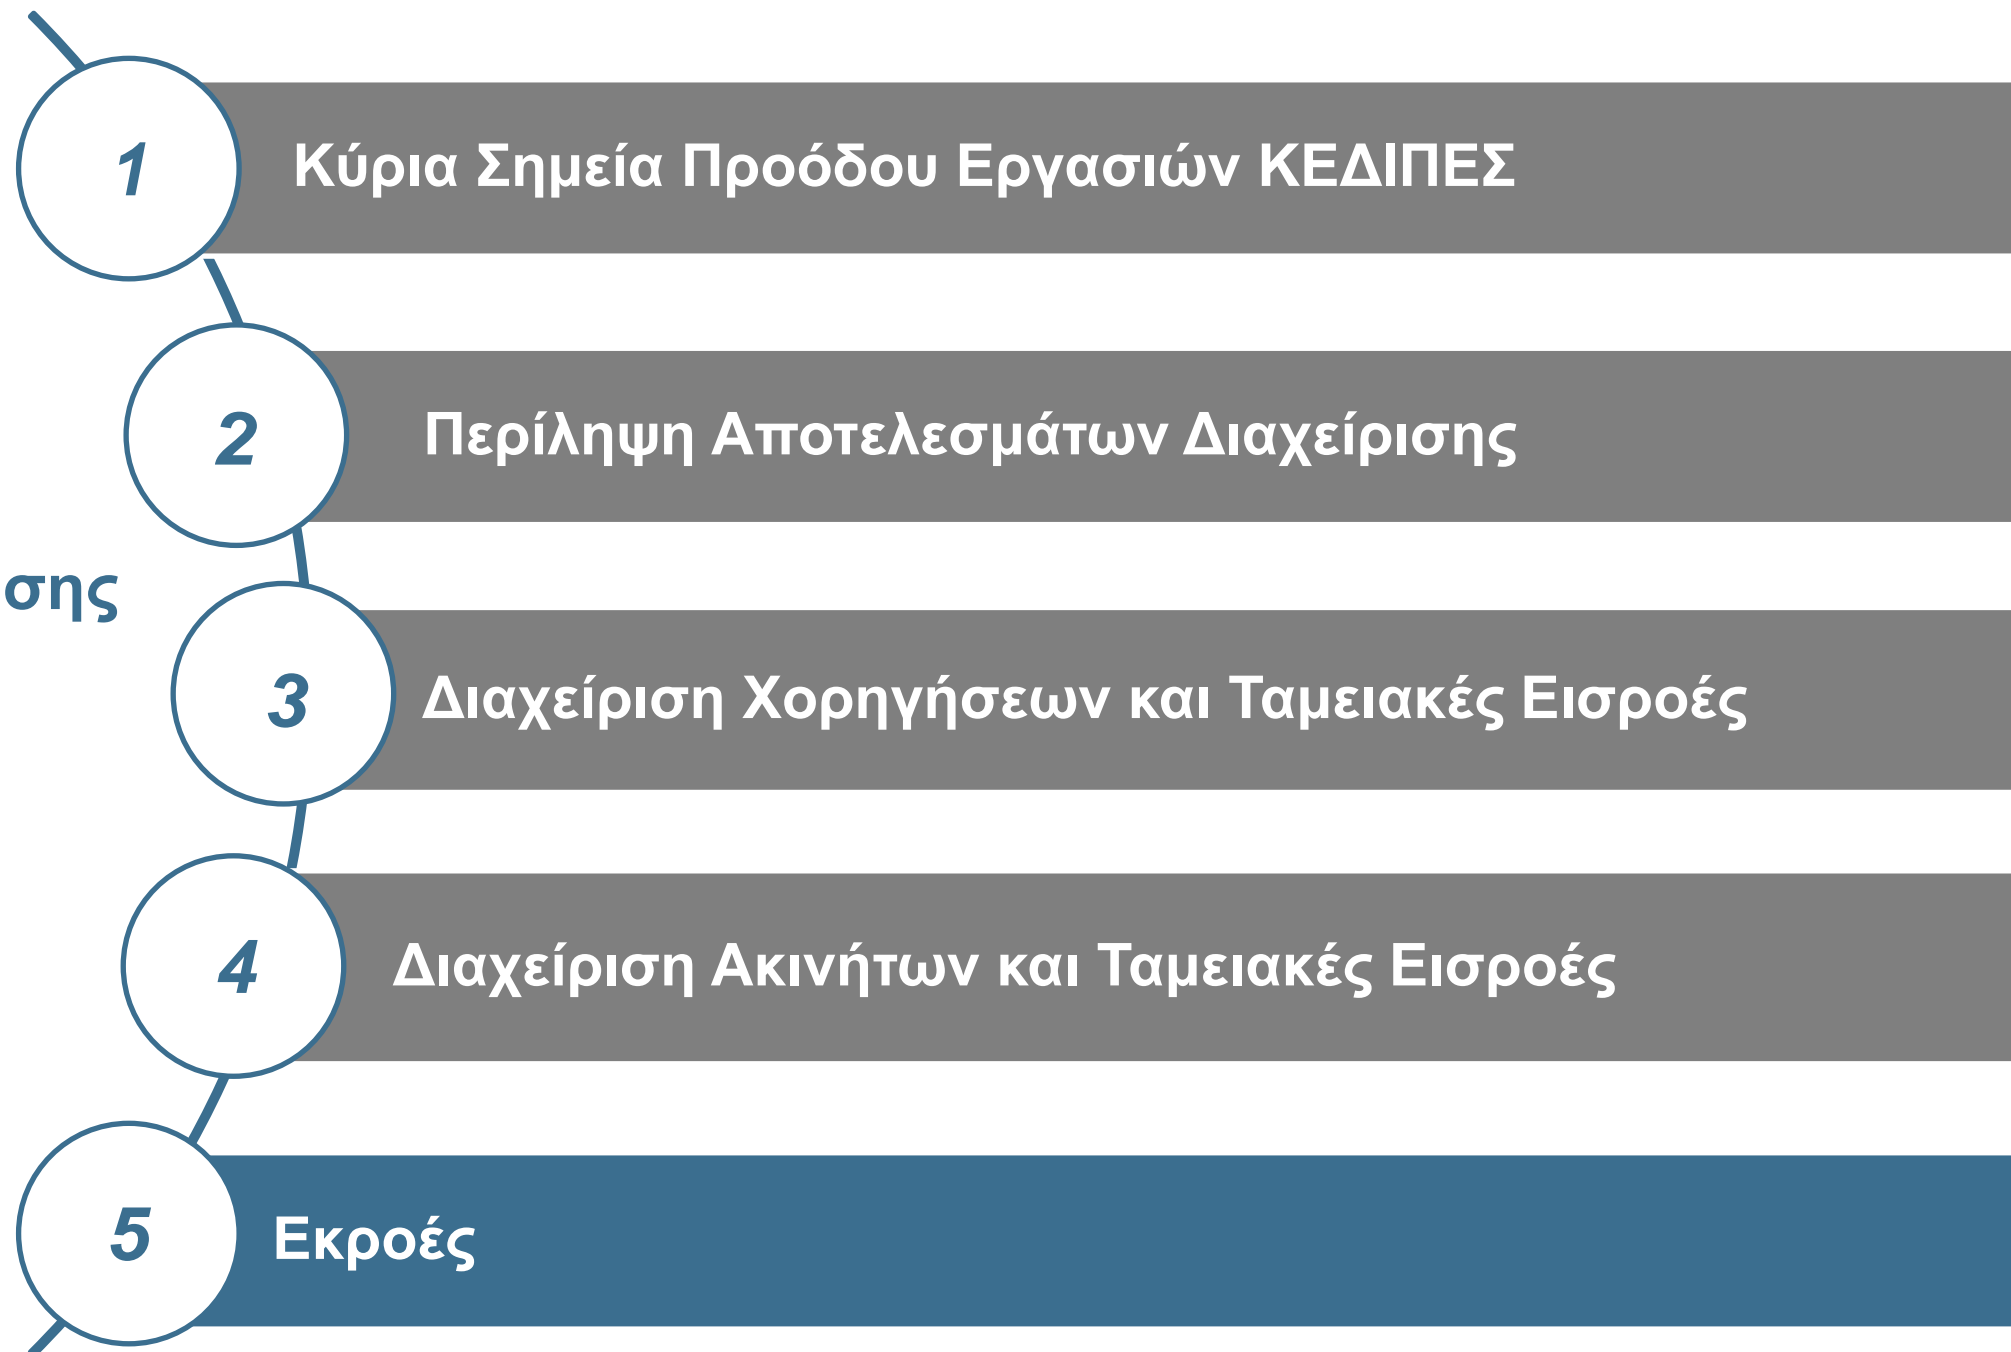 1
Κύρια Σημεία Προόδου Εργασιών ΚΕΔΙΠΕΣ
2
Περίληψη Αποτελεσμάτων Διαχείρισης
σης
3
Διαχείριση Χορηγήσεων και Ταμειακές Εισροές
4
Διαχείριση Ακινήτων και Ταμειακές Εισροές
5
Εκροές